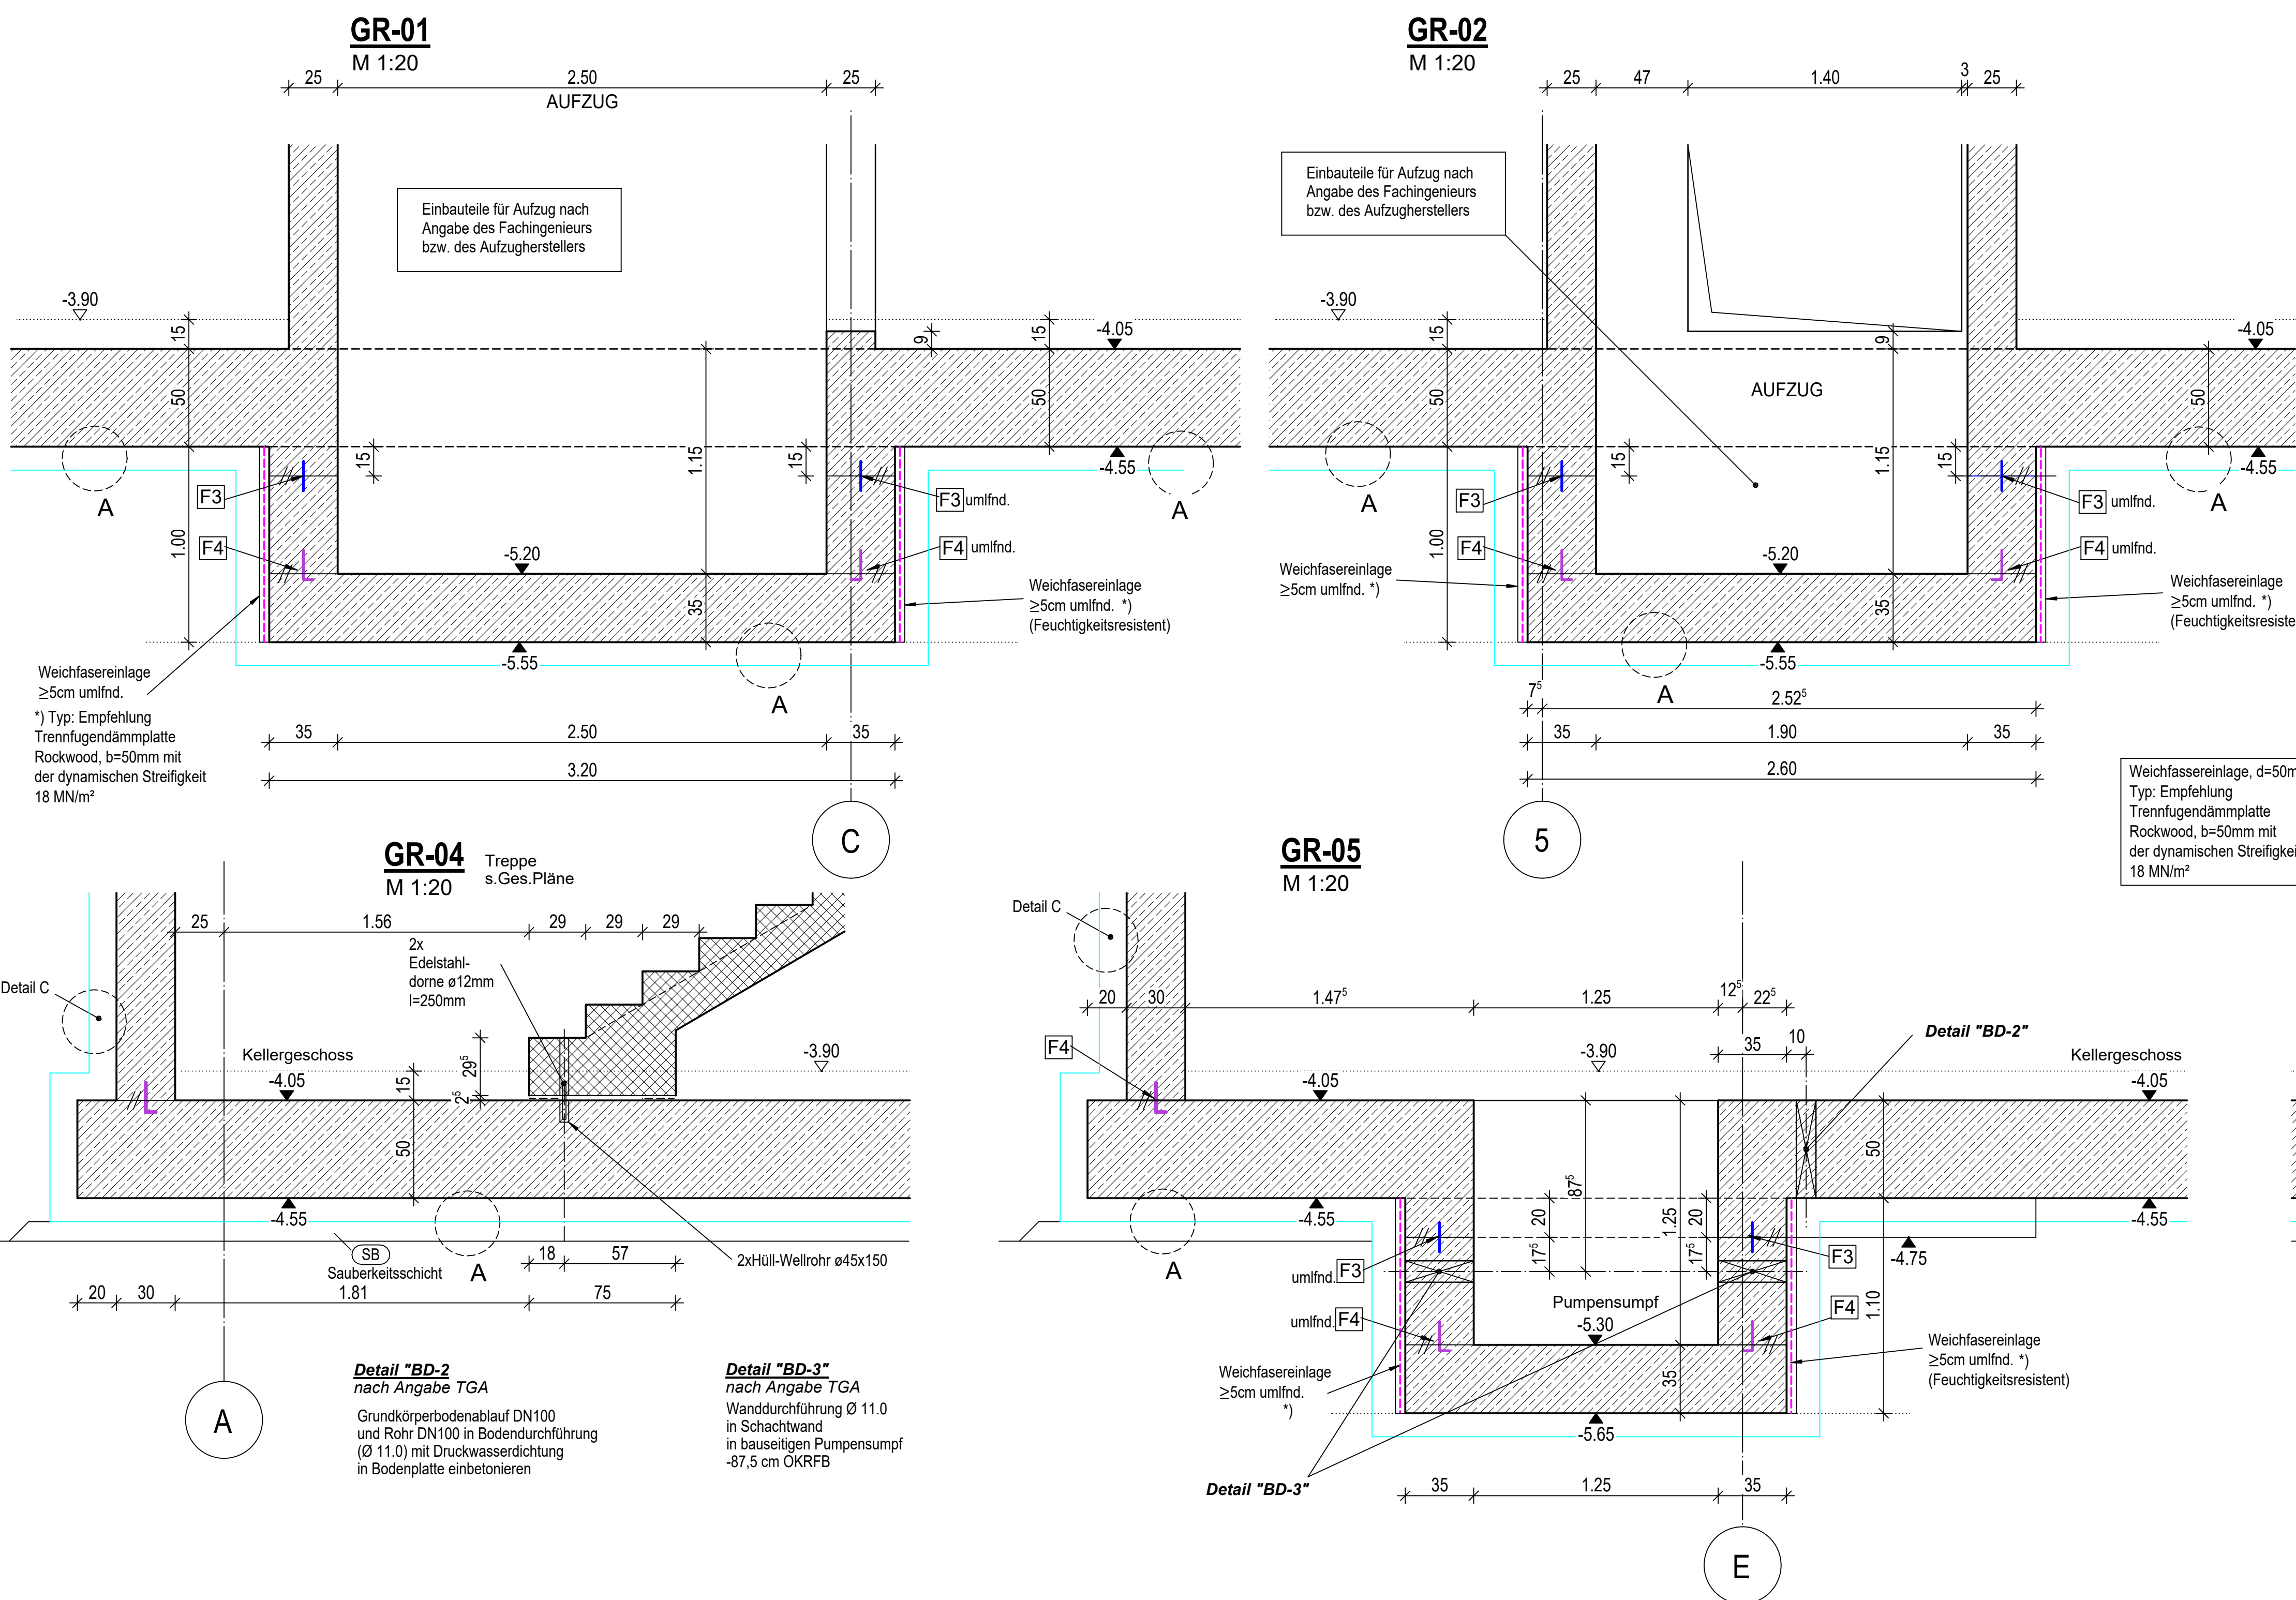 GR-01
M 1:20
25
2.50
25
AUFZUG
Einbauteile für Aufzug nach
Angabe des Fachingenieurs
bzw. des Aufzugherstellers
-3.90
15
50
1.00
15
1.15
35
15
9
15
50
-4.05
-4.55
-5.20
-5.55
F3
F4
F3 umlfnd.
F4 umlfnd.
A
A
A
Weichfasereinlage
≥5cm umlfnd. *)
(Feuchtigkeitsresistent)
Weichfasereinlage
≥5cm umlfnd.
*) Typ: Empfehlung
Trennfugendämmplatte
Rockwood, b=50mm mit
der dynamischen Streifigkeit
18 MN/m²
35
2.50
35
3.20
C
GR-02
M 1:20
25
47
1.40
3
25
Einbauteile für Aufzug nach
Angabe des Fachingenieurs
bzw. des Aufzugherstellers
-3.90
15
50
1.00
15
AUFZUG
9
1.15
35
15
50
-4.05
-4.55
-5.20
-5.55
F3
F4
F3 umlfnd.
F4 umlfnd.
A
A
A
Weichfasereinlage
≥5cm umlfnd. *)
Weichfasereinlage
≥5cm umlfnd. *)
(Feuchtigkeitsresiste
7⁵
2.52⁵
35
1.90
35
2.60
5
Weichfassereinlage, d=50m
Typ: Empfehlung
Trennfugendämmplatte
Rockwood, b=50mm mit
der dynamischen Streifigkei
18 MN/m²
GR-04
M 1:20
Treppe
s.Ges.Pläne
25
1.56
29
29
29
2x
Edelstahl-
dorne ø12mm
l=250mm
Detail C
Kellergeschoss
-4.05
15
50
29⁵
2⁵
-3.90
-4.55
SB
Sauberkeitsschicht
A
18
57
2xHüll-Wellrohr ø45x150
20
30
1.81
75
A
Detail "BD-2
nach Angabe TGA
Grundkörperbodenablauf DN100
und Rohr DN100 in Bodendurchführung
(Ø 11.0) mit Druckwasserdichtung
in Bodenplatte einbetonieren
Detail "BD-3"
nach Angabe TGA
Wanddurchführung Ø 11.0
in Schachtwand
in bauseitigen Pumpensumpf
-87,5 cm OKRFB
GR-05
M 1:20
Detail C
20
30
1.47⁵
1.25
12⁵
22⁵
35
10
Detail "BD-2"
F4
-4.05
-3.90
Kellergeschoss
-4.05
87⁵
1.25
50
20
17⁵
20
17⁵
-4.55
-4.55
-4.75
A
umlfnd. F3
F3
umlfnd. F4
F4
Pumpensumpf
-5.30
1.10
35
Weichfasereinlage
≥5cm umlfnd.
*)
Weichfasereinlage
≥5cm umlfnd. *)
(Feuchtigkeitsresistent)
-5.65
Detail "BD-3"
35
1.25
35
E